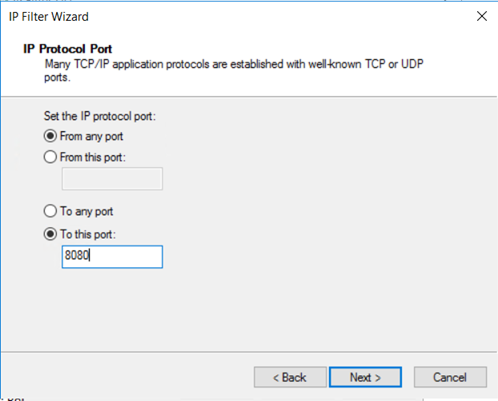 IP Filter Wizard
IP Protocol Port
Many TCP/IP application protocols are established with well-known TCP or UDP
ports.
Set the IP protocol port:
From any port
From this port:
To any port
To this port:
8080
< Back
Next >
Cancel